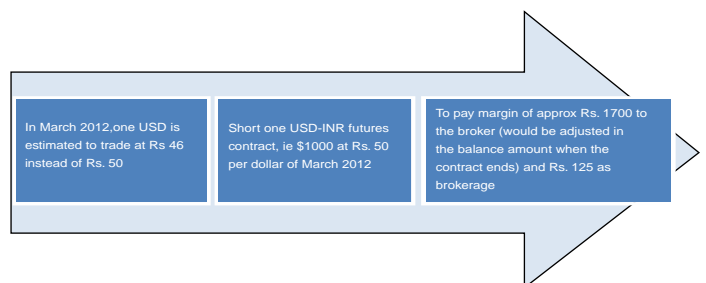 In March 2012,one USD is
estimated to trade at Rs 46
instead of Rs. 50
Short one USD-INR futures
contract, ie $1000 at Rs. 50
per dollar of March 2012
To pay margin of approx Rs. 1700 to
the broker (would be adjusted in
the balance amount when the
contract ends) and Rs. 125 as
brokerage